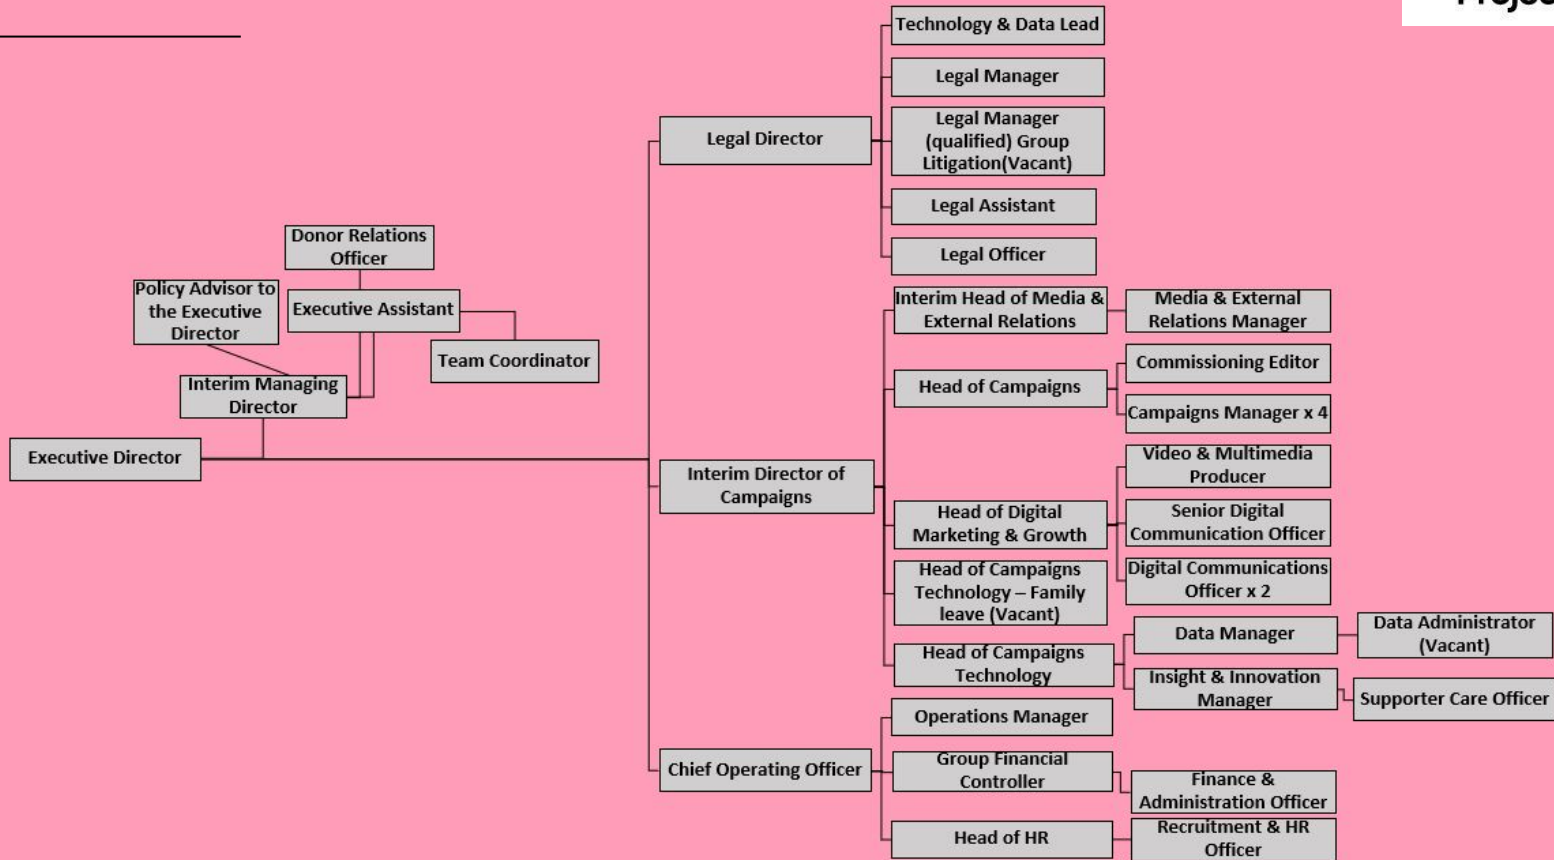 Technology & Data Lead
Legal Manager
Legal Manager
(qualified) Group
Litigation(Vacant)
Legal Director
Legal Assistant
Legal Officer
Donor Relations
Officer
Policy Advisor to
the Executive
Director
Executive Assistant
Team Coordinator
Interim Managing
Director
Executive Director
Interim Head of Media &
External Relations
Media & External
Relations Manager
Commissioning Editor
Head of Campaigns
Campaigns Manager x 4
Video & Multimedia
Producer
Interim Director of
Campaigns
Head of Digital
Marketing & Growth
Senior Digital
Communication Officer
Digital Communications
Officer x 2
Head of Campaigns
Technology – Family
leave (Vacant)
Data Manager
Data Administrator
(Vacant)
Head of Campaigns
Technology
Insight & Innovation
Manager
Supporter Care Officer
Operations Manager
Chief Operating Officer
Group Financial
Controller
Finance &
Administration Officer
Head of HR
Recruitment & HR
Officer